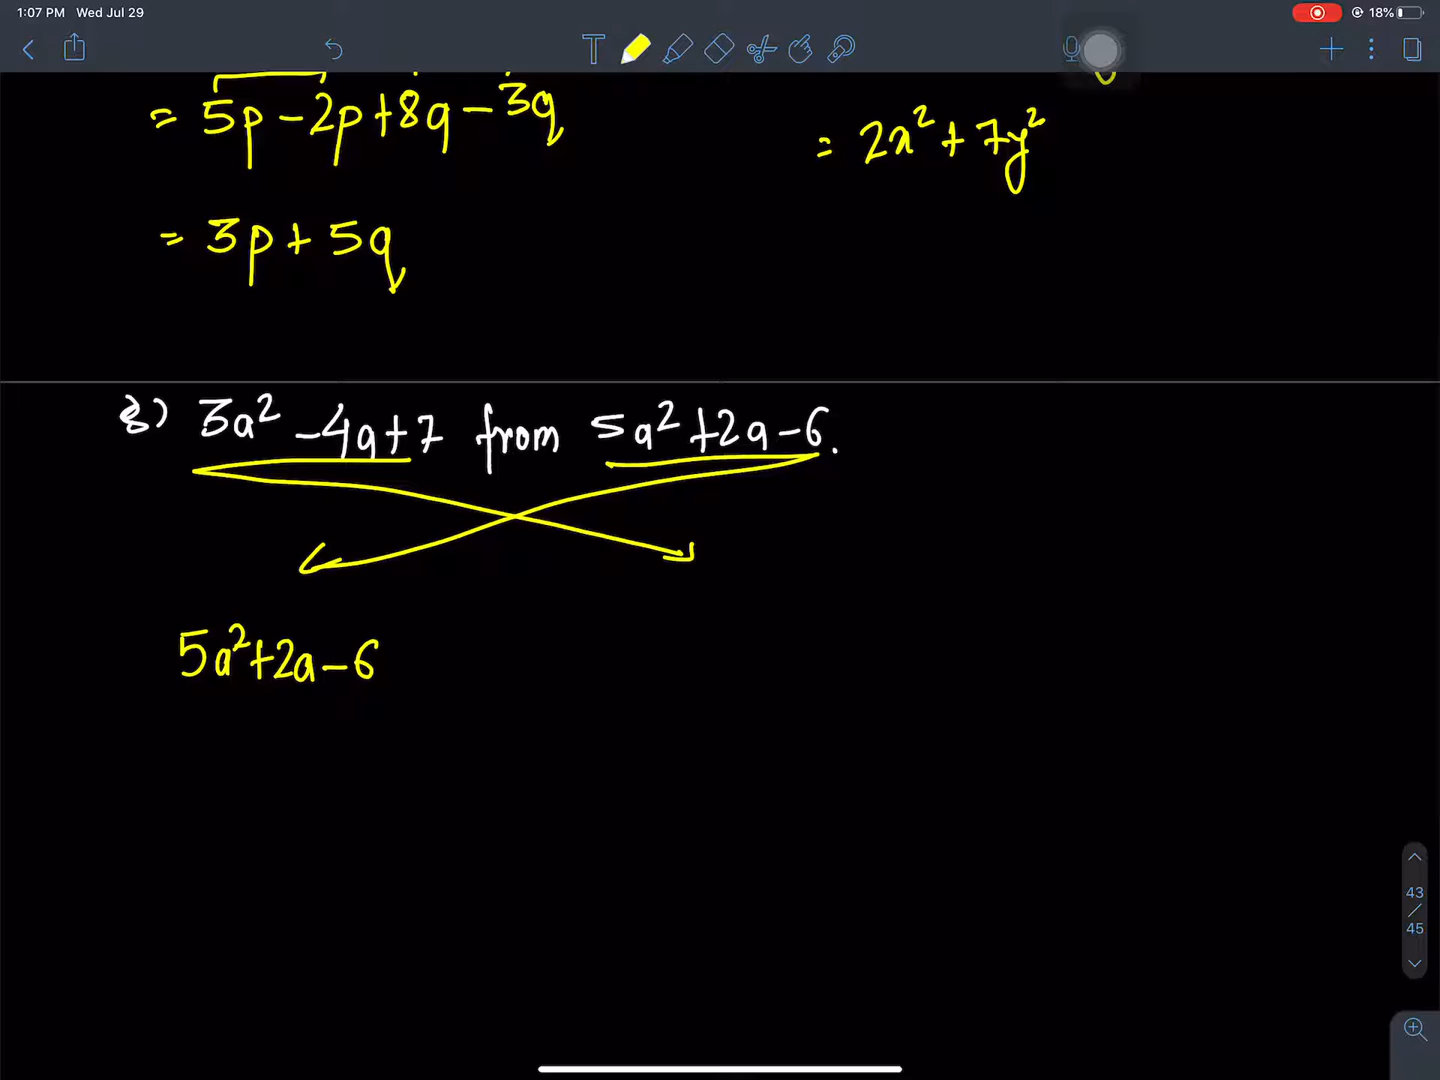 1:07 PM Wed Jul 29
18%
= 5p - 2p + 8q - 3q
= 3p + 5q
= 2x² + 7y²
8) 3a² - 4a + 7 from 5a² + 2a - 6.
5a² + 2a - 6
43
/
45